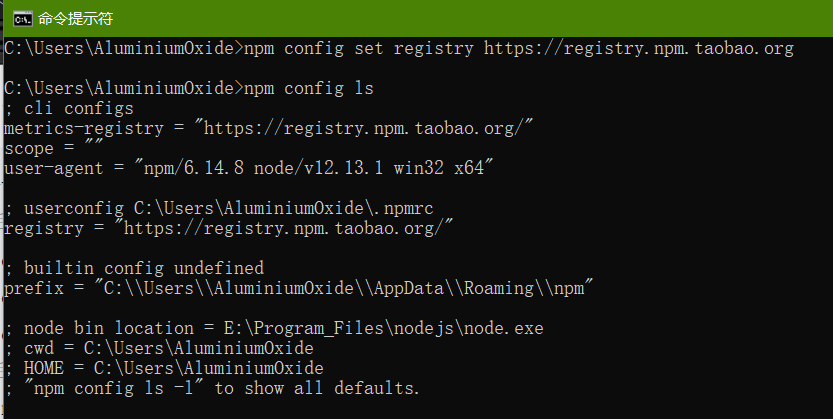 命令提示符
C:\Users\AluminiumOxide>npm config set registry https://registry.npm.taobao.org
C:\Users\AluminiumOxide>npm config ls
; cli configs
metrics-registry = "https://registry.npm.taobao.org/"
scope = ""
user-agent = "npm/6.14.8 node/v12.13.1 win32 x64"
; userconfig C:\Users\AluminiumOxide\.npmrc
registry = "https://registry.npm.taobao.org/"
; builtin config undefined
prefix = "C:\\Users\\AluminiumOxide\\AppData\\Roaming\\npm"
; node bin location = E:\Program_Files\nodejs\node.exe
; cwd = C:\Users\AluminiumOxide
; HOME = C:\Users\AluminiumOxide
; "npm config ls -l" to show all defaults.